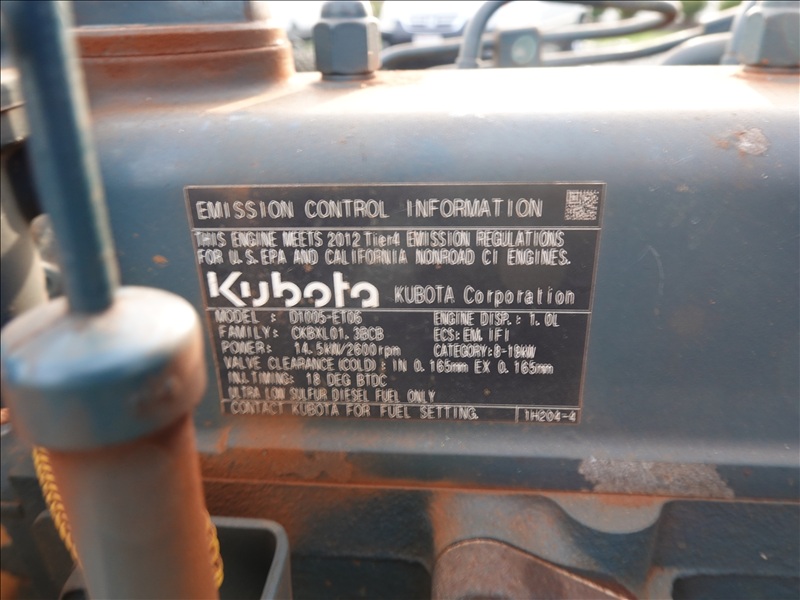 EMISSION CONTROL INFORMATION
THIS ENGINE MEETS 2012 Tier4 EMISSION REGULATIONS
FOR U.S.EPA AND CALIFORNIA NONROAD CI ENGINES.
Kubota KUBOTA Corporation
MODEL : D1005-ET06 ENGINE DISP.: 1.0L
FAMILY: CKBXL01.3BCB ECS: EM, IFI
POWER: 14.5kW/2600rpm CATEGORY: 8-19kW
VALVE CLEARANCE (COLD): IN 0.165mm EX 0.165mm
INJ.TIMING: 18 DEG BTDC
ULTRA LOW SULFUR DIESEL FUEL ONLY
CONTACT KUBOTA FOR FUEL SETTING. 1H204-4